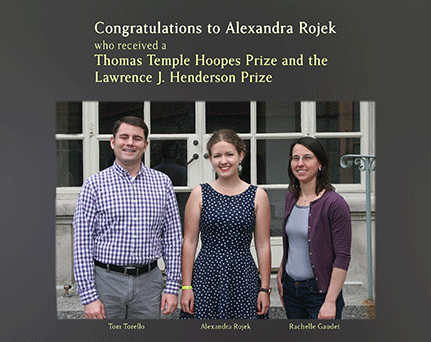 Congratulations to Alexandra Rojek
who received a
Thomas Temple Hoopes Prize and the
Lawrence J. Henderson Prize
Tom Torello
Alexandra Rojek
Rachelle Gaudet